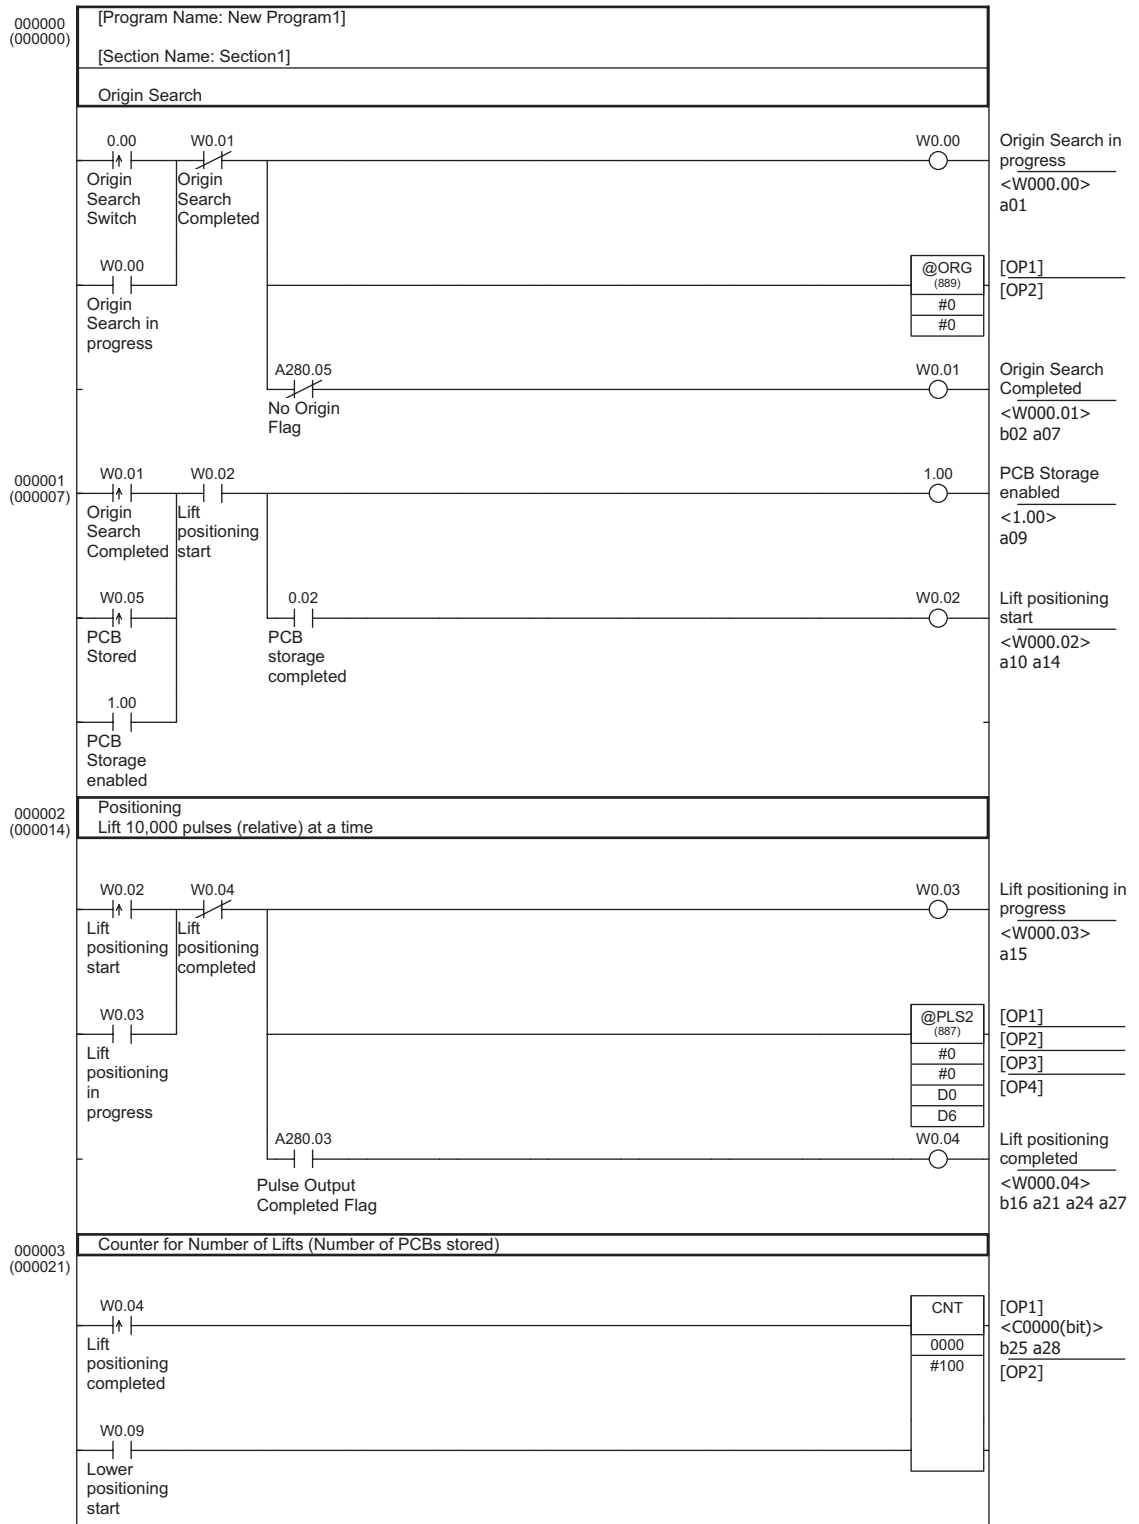 000000
(000000)
[Program Name: New Program1]
[Section Name: Section1]
Origin Search
0.00 W0.01 W0.00 Origin Search in
progress
Origin Origin <W000.00>
Search Search a01
Switch Completed
W0.00 @ORG [OP1]
(889) [OP2]
Origin #0
Search in #0
progress
A280.05 W0.01 Origin Search
Completed
No Origin <W000.01>
Flag b02 a07
000001
(000007)
W0.01 W0.02 1.00 PCB Storage
enabled
Origin Lift <1.00>
Search positioning a09
Completed start
W0.05 0.02 W0.02 Lift positioning
start
PCB PCB <W000.02>
Stored storage a10 a14
completed
1.00
PCB
Storage
enabled
000002
(000014)
Positioning
Lift 10,000 pulses (relative) at a time
W0.02 W0.04 W0.03 Lift positioning in
progress
Lift Lift <W000.03>
positioning positioning a15
start completed
W0.03 @PLS2 [OP1]
(887) [OP2]
Lift #0 [OP3]
positioning #0 [OP4]
in D0
progress D6
A280.03 W0.04 Lift positioning
completed
Pulse Output <W000.04>
Completed Flag b16 a21 a24 a27
000003
(000021)
Counter for Number of Lifts (Number of PCBs stored)
W0.04 CNT [OP1]
<C0000(bit)>
Lift 0000 b25 a28
positioning #100 [OP2]
completed
W0.09
Lower
positioning
start